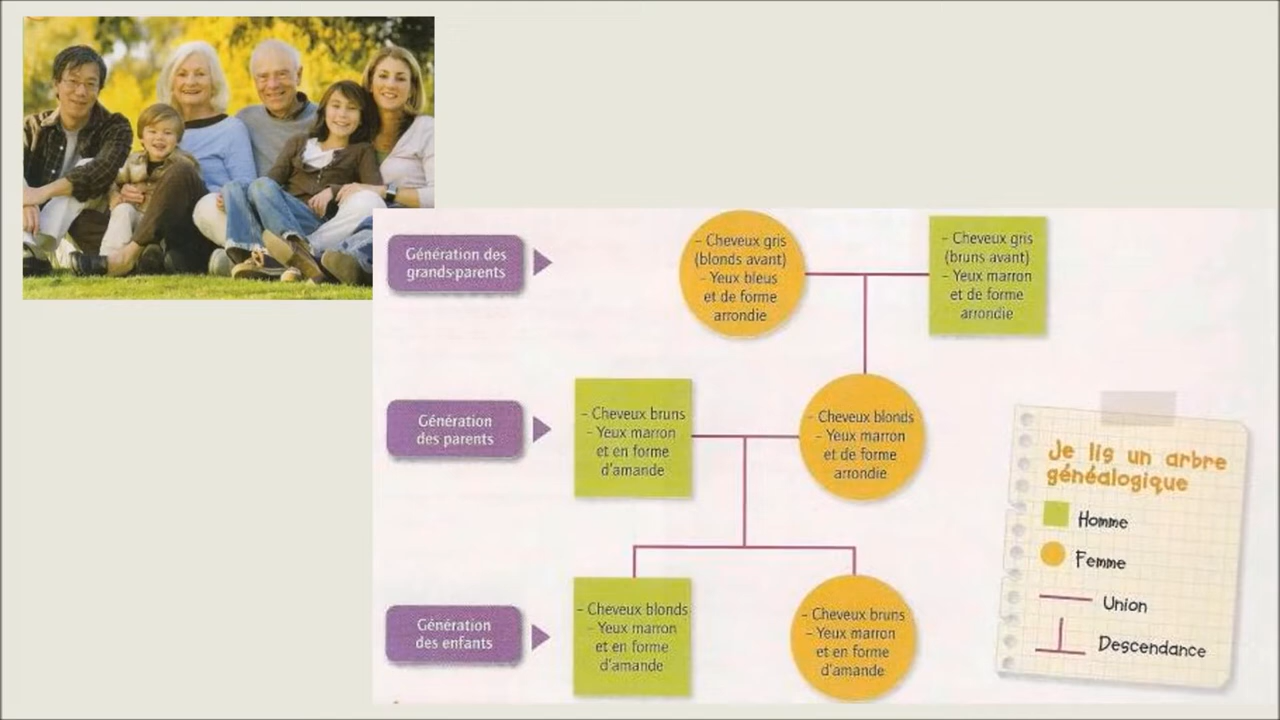 Génération des
grands-parents
- Cheveux gris
(blonds avant)
- Yeux bleus
et de forme
arrondie
- Cheveux gris
(bruns avant)
- Yeux marron
et de forme
arrondie
Génération
des parents
- Cheveux bruns
- Yeux marron
et en forme
d'amande
- Cheveux blonds
- Yeux marron
et de forme
arrondie
Génération
des enfants
- Cheveux blonds
- Yeux marron
et en forme
d'amande
- Cheveux bruns
- Yeux marron
et en forme
d'amande
Je lis un arbre
généalogique
Homme
Femme
Union
Descendance